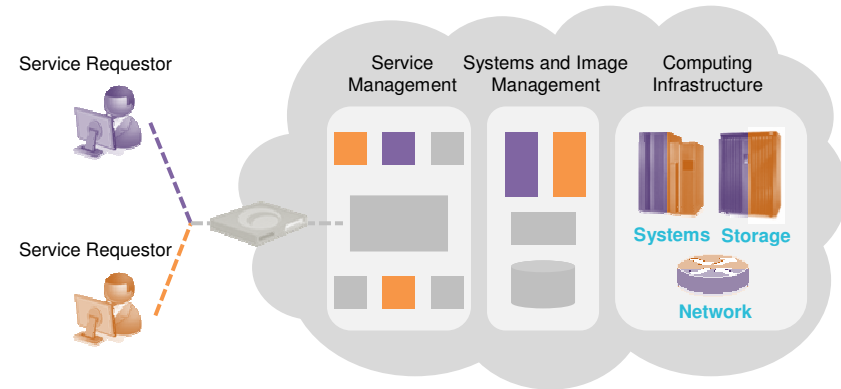 Service Requestor
Service Requestor
Service
Management
Systems and Image
Management
Computing
Infrastructure
Systems
Storage
Network